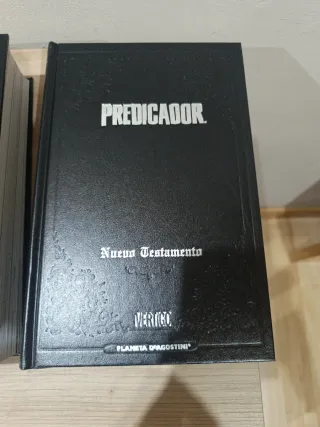 PREDICADOR
Nuevo Testamento
VERTIGO
PLANETA DeAGOSTINI